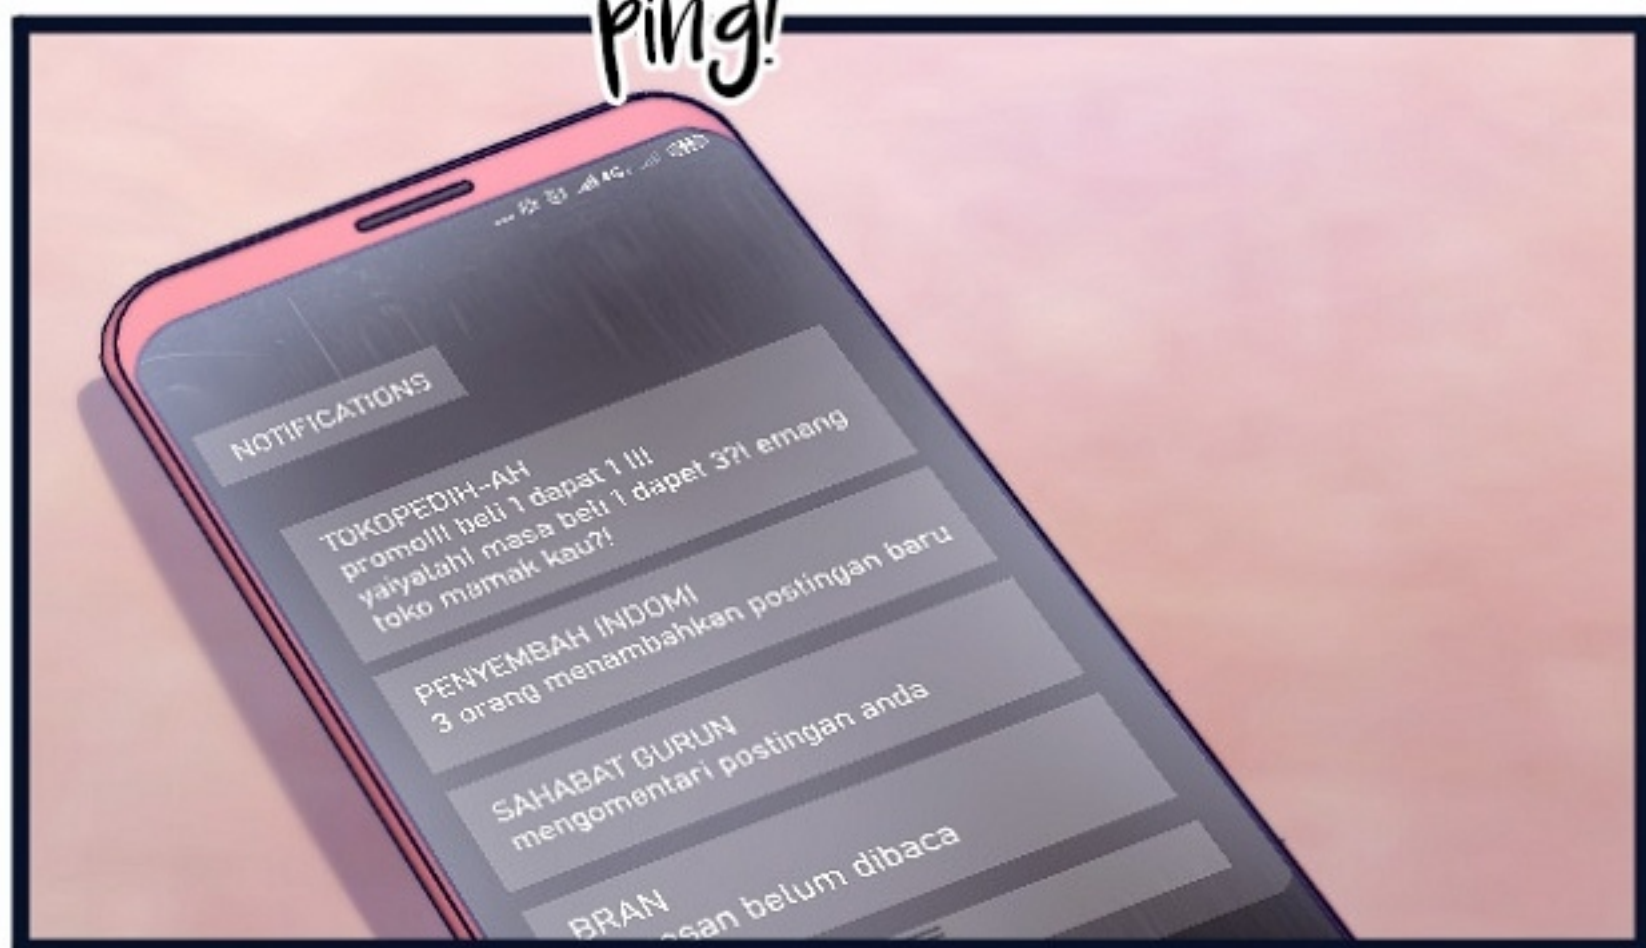 ping!
NOTIFICATIONS
TOKOPEDIH-AH
promo!!! beli 1 dapat 1 !!!
yaiyalah! masa beli 1 dapet 3?! emang
toko mamak kau?!
PENYEMBAH INDOMI
3 orang menambahkan postingan baru
SAHABAT GURUN
mengomentari postingan anda
BRAN
belum dibaca